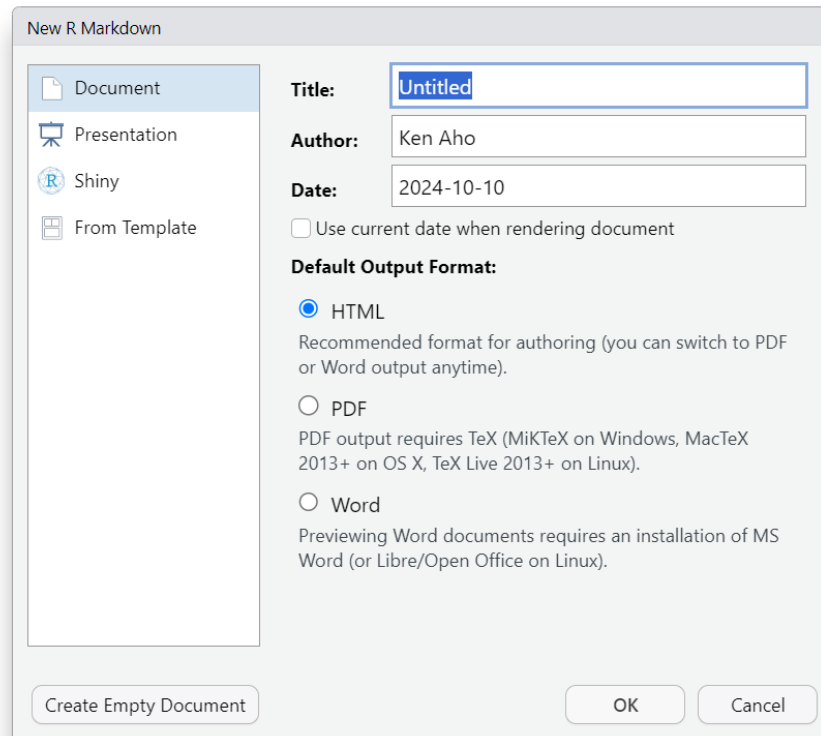 New R Markdown
Document
Presentation
R
Shiny
From Template
Title:
Untitled
Author:
Ken Aho
Date:
2024-10-10
Use current date when rendering document
Default Output Format:
HTML
Recommended format for authoring (you can switch to PDF
or Word output anytime).
PDF
PDF output requires TeX (MiKTeX on Windows, MacTeX
2013+ on OS X, TeX Live 2013+ on Linux).
Word
Previewing Word documents requires an installation of MS
Word (or Libre/Open Office on Linux).
Create Empty Document
OK
Cancel